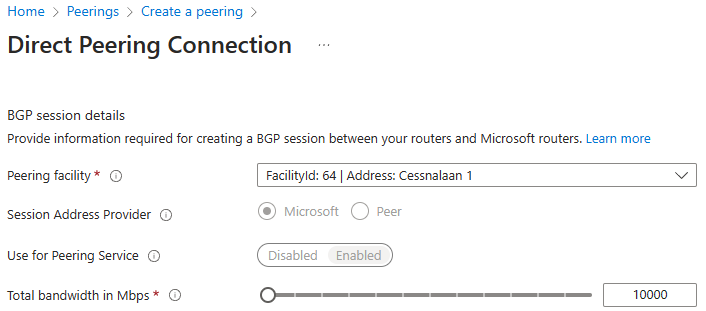 Home > Peerings > Create a peering >
Direct Peering Connection ...
BGP session details
Provide information required for creating a BGP session between your routers and Microsoft routers. Learn more
Peering facility * FacilityId: 64 | Address: Cessnalaan 1
Session Address Provider Microsoft Peer
Use for Peering Service Disabled Enabled
Total bandwidth in Mbps * 10000